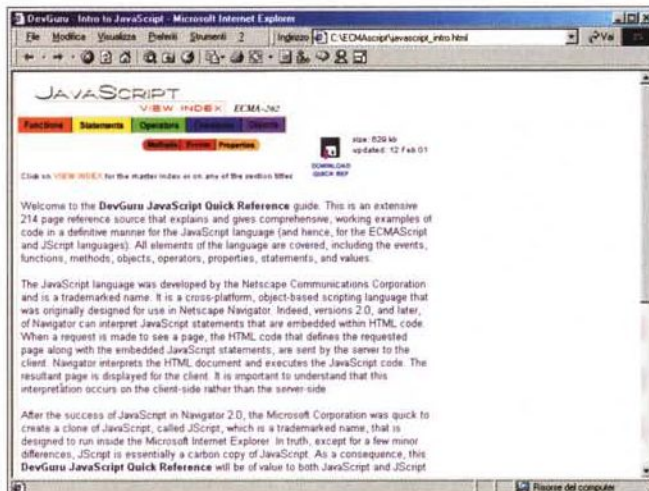 DevGuru - Intro to JavaScript - Microsoft Internet Explorer
File Modifica Visualizza Preferiti Strumenti ?
Indirizzo C:\ECMAscript\javascript_intro.html Vai
JAVASCRIPT
VIEW INDEX ECMA-262
Functions Statements Operators Objects
Methods Events Properties
size: 629 kb
updated: 12 Feb 01
DOWNLOAD
QUICK REF
Click on VIEW INDEX for the master index or on any of the section titles
Welcome to the DevGuru JavaScript Quick Reference guide. This is an extensive
214 page reference source that explains and gives comprehensive, working examples of
code in a definitive manner for the JavaScript language (and hence, for the ECMAScript
and JScript languages). All elements of the language are covered, including the events,
functions, methods, objects, operators, properties, statements, and values.
The JavaScript language was developed by the Netscape Communications Corporation
and is a trademarked name. It is a cross-platform, object-based scripting language that
was originally designed for use in Netscape Navigator. Indeed, versions 2.0, and later,
of Navigator can interpret JavaScript statements that are embedded within HTML code.
When a request is made to see a page, the HTML code that defines the requested
page along with the embedded JavaScript statements, are sent by the server to the
client. Navigator interprets the HTML document and executes the JavaScript code. The
resultant page is displayed for the client. It is important to understand that this
interpretation occurs on the client-side rather than the server-side
After the success of JavaScript in Navigator 2.0, the Microsoft Corporation was quick to
create a clone of JavaScript, called JScript, which is a trademarked name, that is
designed to run inside the Microsoft Internet Explorer. In truth, except for a few minor
differences, JScript is essentially a carbon copy of JavaScript. As a consequence, this
DevGuru JavaScript Quick Reference will be of value to both JavaScript and JScript
Risorse del computer